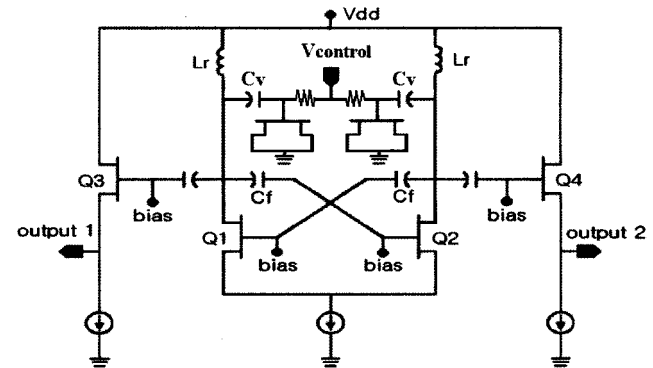 Vdd
Lr
Vcontrol
Lr
Cv
Cv
Q3
Cf
Cf
Q4
bias
bias
output 1
Q1
Q2
output 2
bias
bias